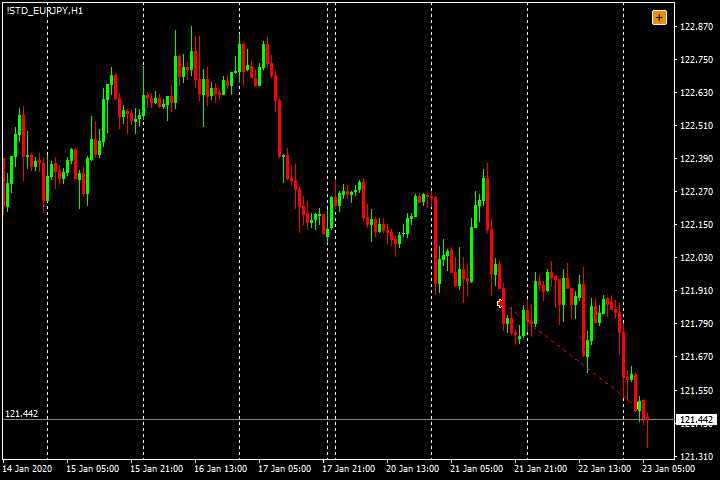 !STD_EURJPY,H1
122.870
122.750
122.630
122.510
122.390
122.270
122.150
122.030
121.910
121.790
121.670
121.550
121.442
121.442
121.310
14 Jan 2020
15 Jan 05:00
15 Jan 21:00
16 Jan 13:00
17 Jan 05:00
17 Jan 21:00
20 Jan 13:00
21 Jan 05:00
21 Jan 21:00
22 Jan 13:00
23 Jan 05:00